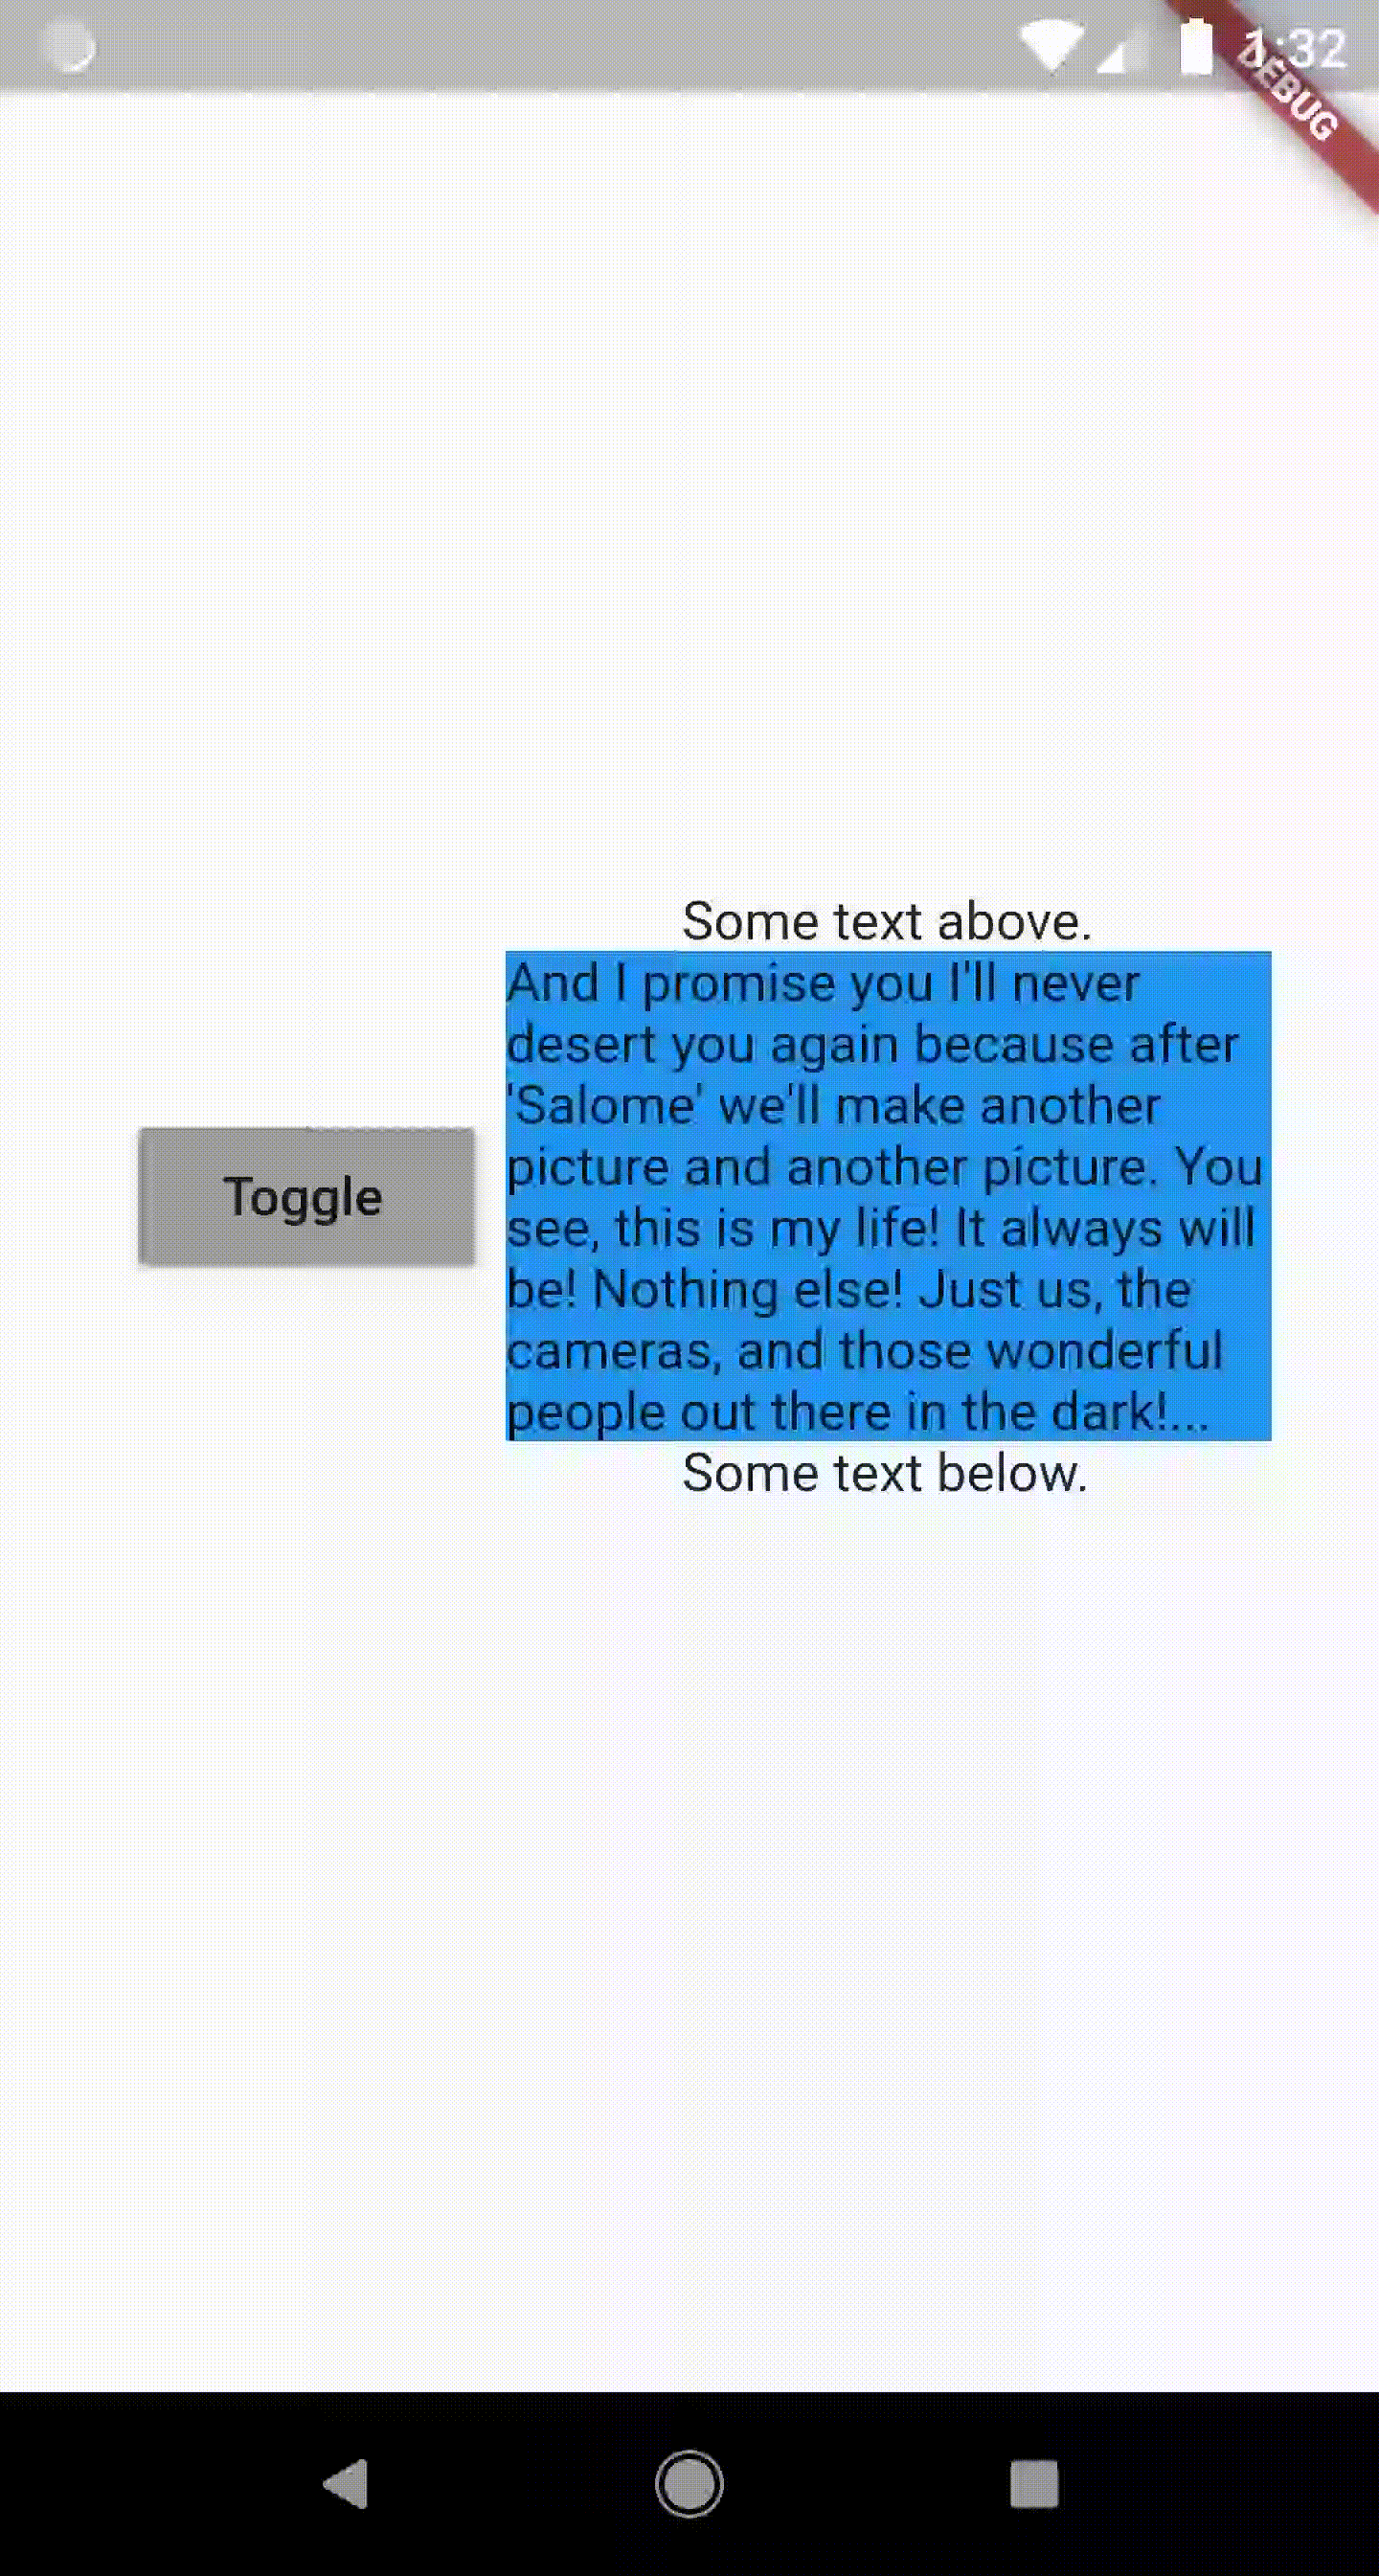 1:32
DEBUG
Some text above.
And I promise you I'll never
desert you again because after
'Salome' we'll make another
picture and another picture. You
see, this is my life! It always will
be! Nothing else! Just us, the
cameras, and those wonderful
people out there in the dark!...
Toggle
Some text below.